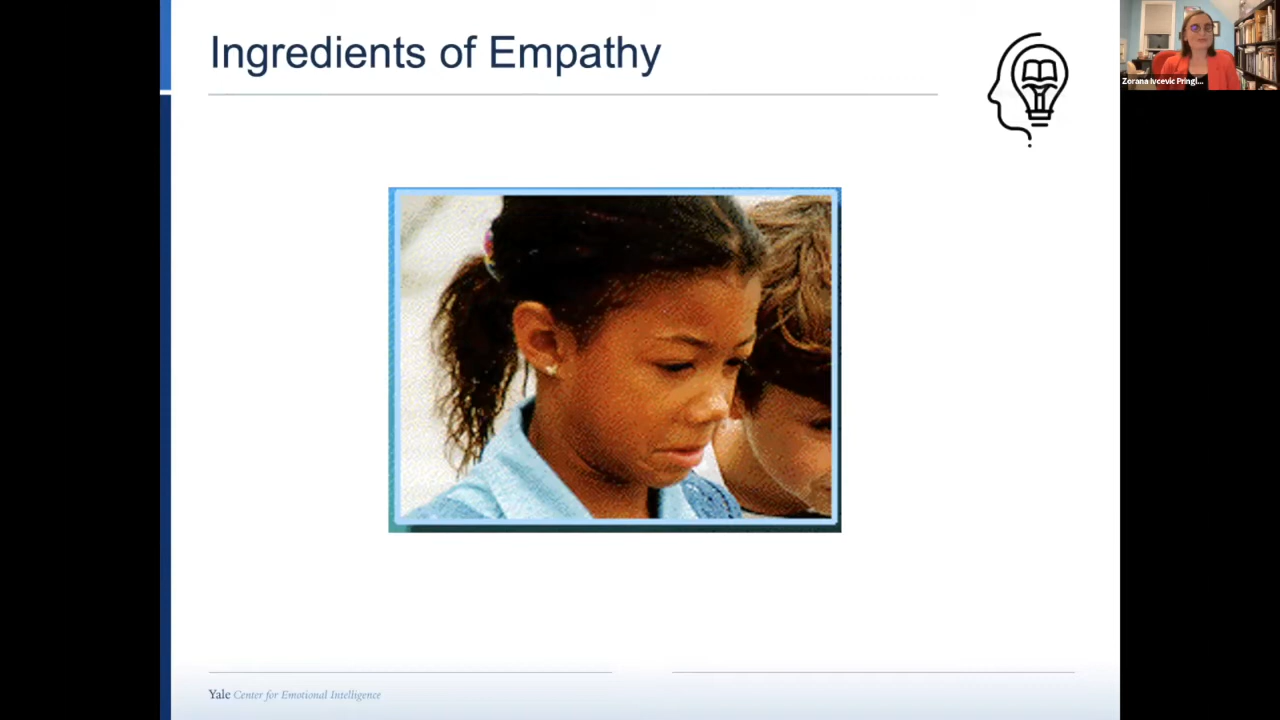 Ingredients of Empathy
Zorana Ivcevic Pringl...
Yale Center for Emotional Intelligence